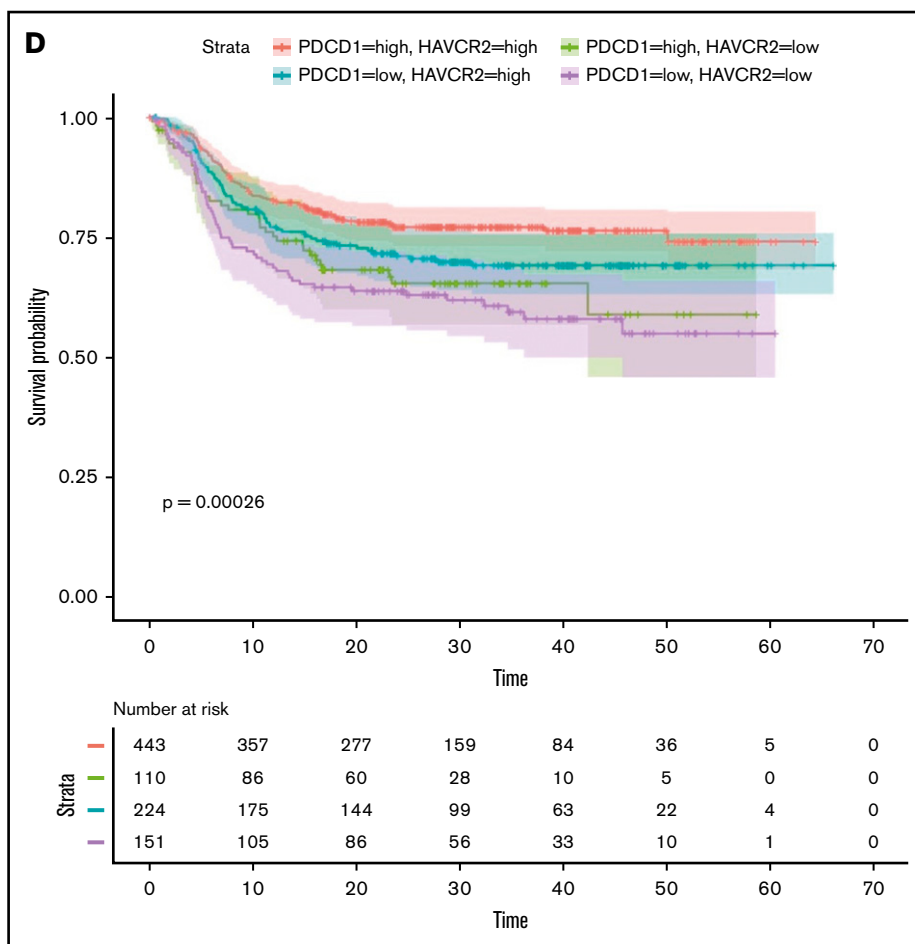 D
Strata PDCD1=high, HAVCR2=high PDCD1=high, HAVCR2=low
PDCD1=low, HAVCR2=high PDCD1=low, HAVCR2=low
1.00
0.75
0.50
0.25
0.00
Survival probability
p = 0.00026
0 10 20 30 40 50 60 70
Time
Number at risk
Strata
443 357 277 159 84 36 5 0
110 86 60 28 10 5 0 0
224 175 144 99 63 22 4 0
151 105 86 56 33 10 1 0
0 10 20 30 40 50 60 70
Time